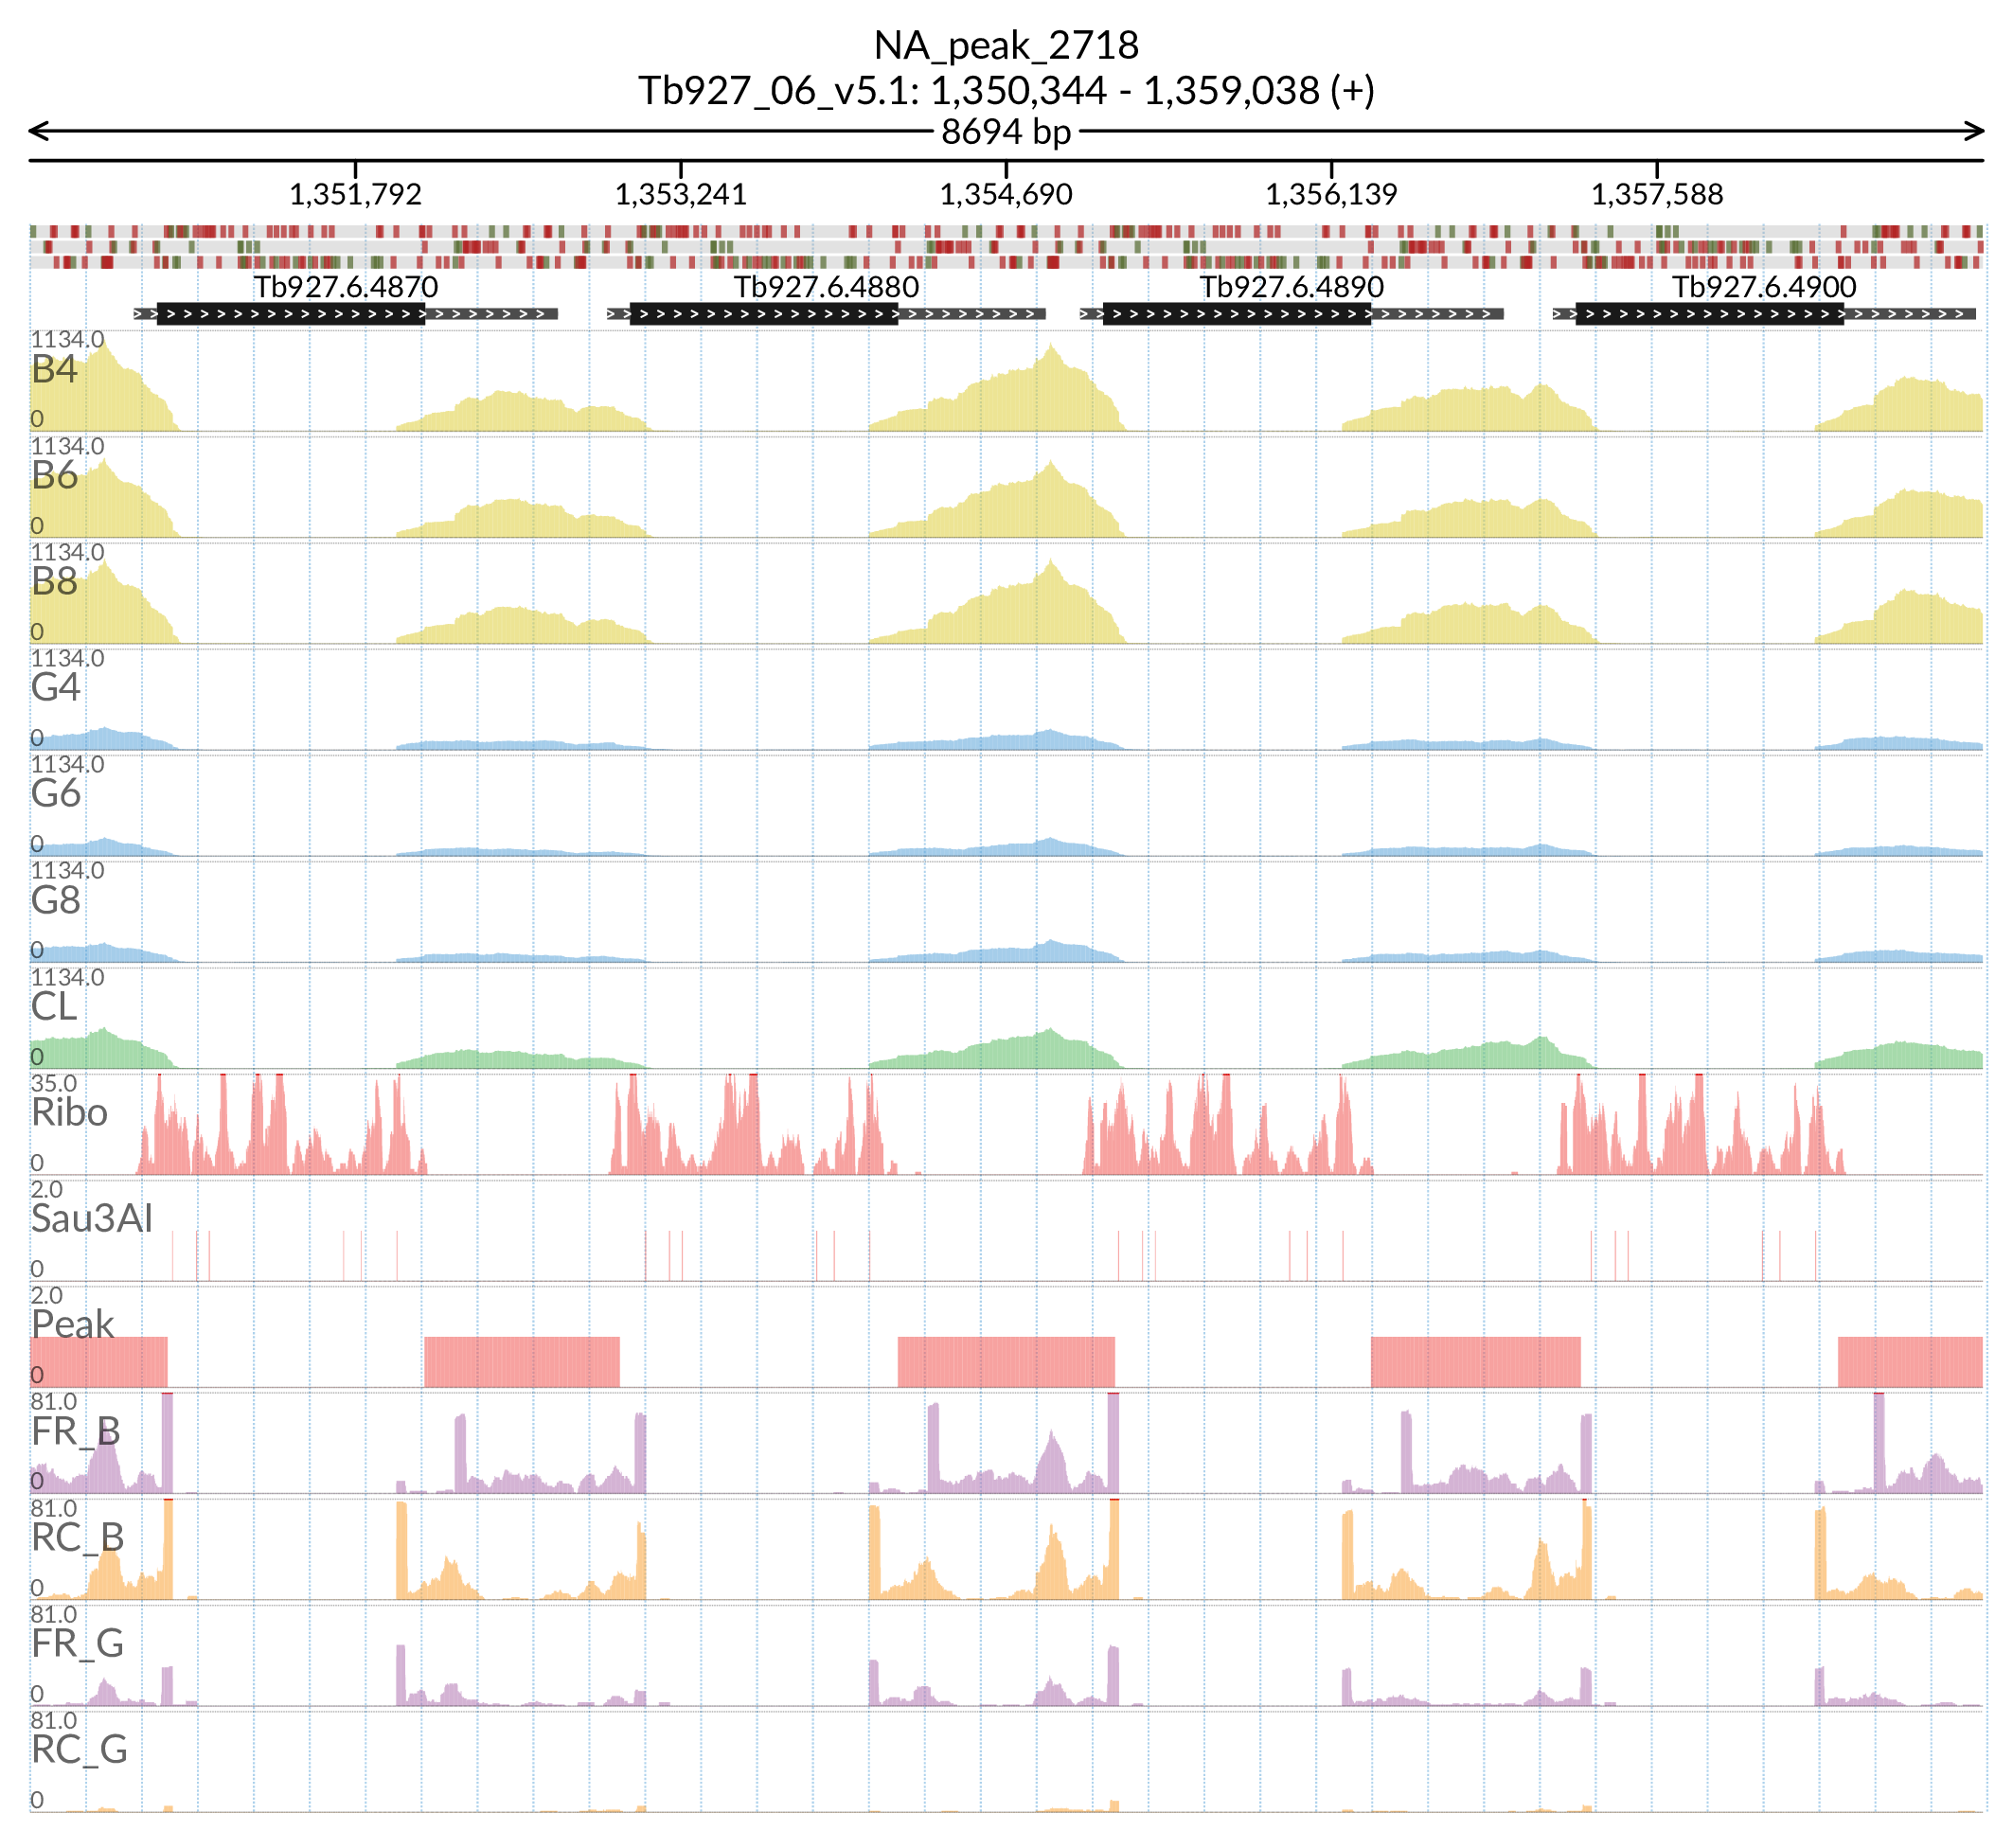 NA_peak_2718
Tb927_06_v5.1: 1,350,344 - 1,359,038 (+)
8694 bp
1,351,792 1,353,241 1,354,690 1,356,139 1,357,588
Tb927.6.4870 Tb927.6.4880 Tb927.6.4890 Tb927.6.4900
1134.0
B4
0
1134.0
B6
0
1134.0
B8
0
1134.0
G4
0
1134.0
G6
0
1134.0
G8
0
1134.0
CL
0
35.0
Ribo
0
2.0
Sau3AI
0
2.0
Peak
0
81.0
FR_B
0
81.0
RC_B
0
81.0
FR_G
0
81.0
RC_G
0